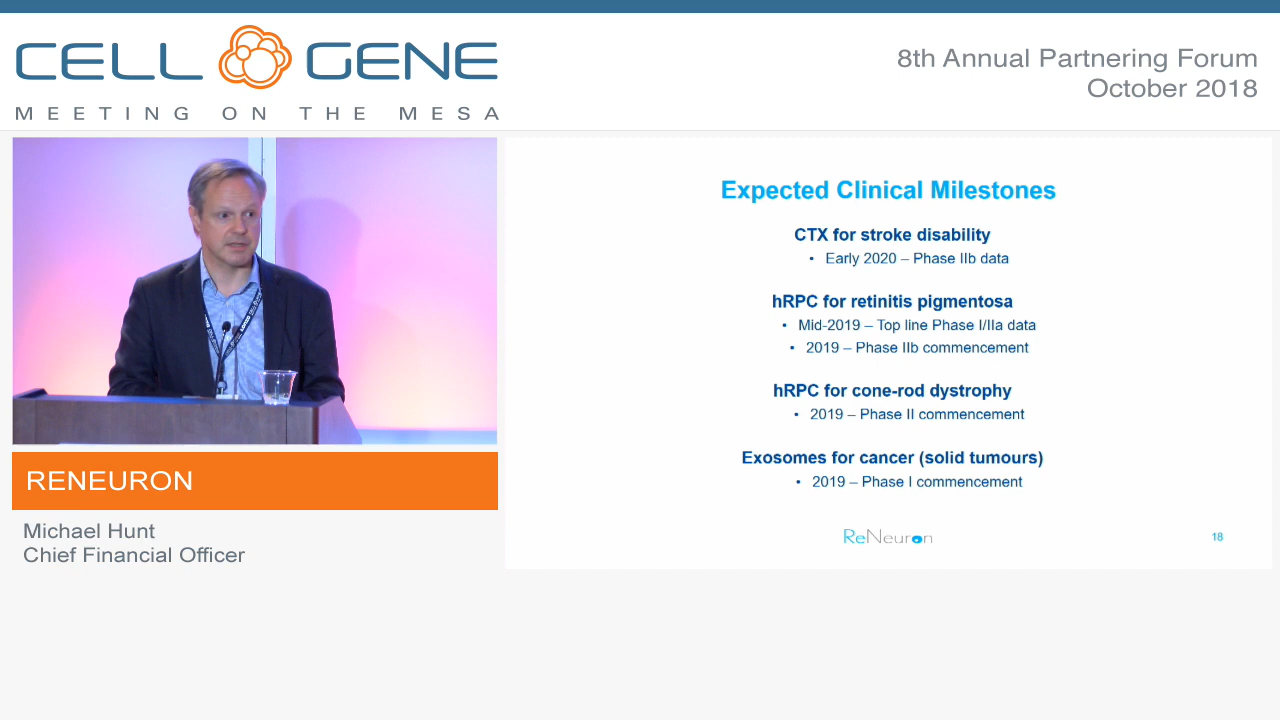 CELL GENE
MEETING ON THE MESA
8th Annual Partnering Forum
October 2018
Expected Clinical Milestones
CTX for stroke disability
• Early 2020 – Phase IIb data
hRPC for retinitis pigmentosa
• Mid-2019 – Top line Phase I/IIa data
• 2019 – Phase IIb commencement
hRPC for cone-rod dystrophy
• 2019 – Phase II commencement
Exosomes for cancer (solid tumours)
• 2019 – Phase I commencement
ReNeuron
18
RENEURON
Michael Hunt
Chief Financial Officer